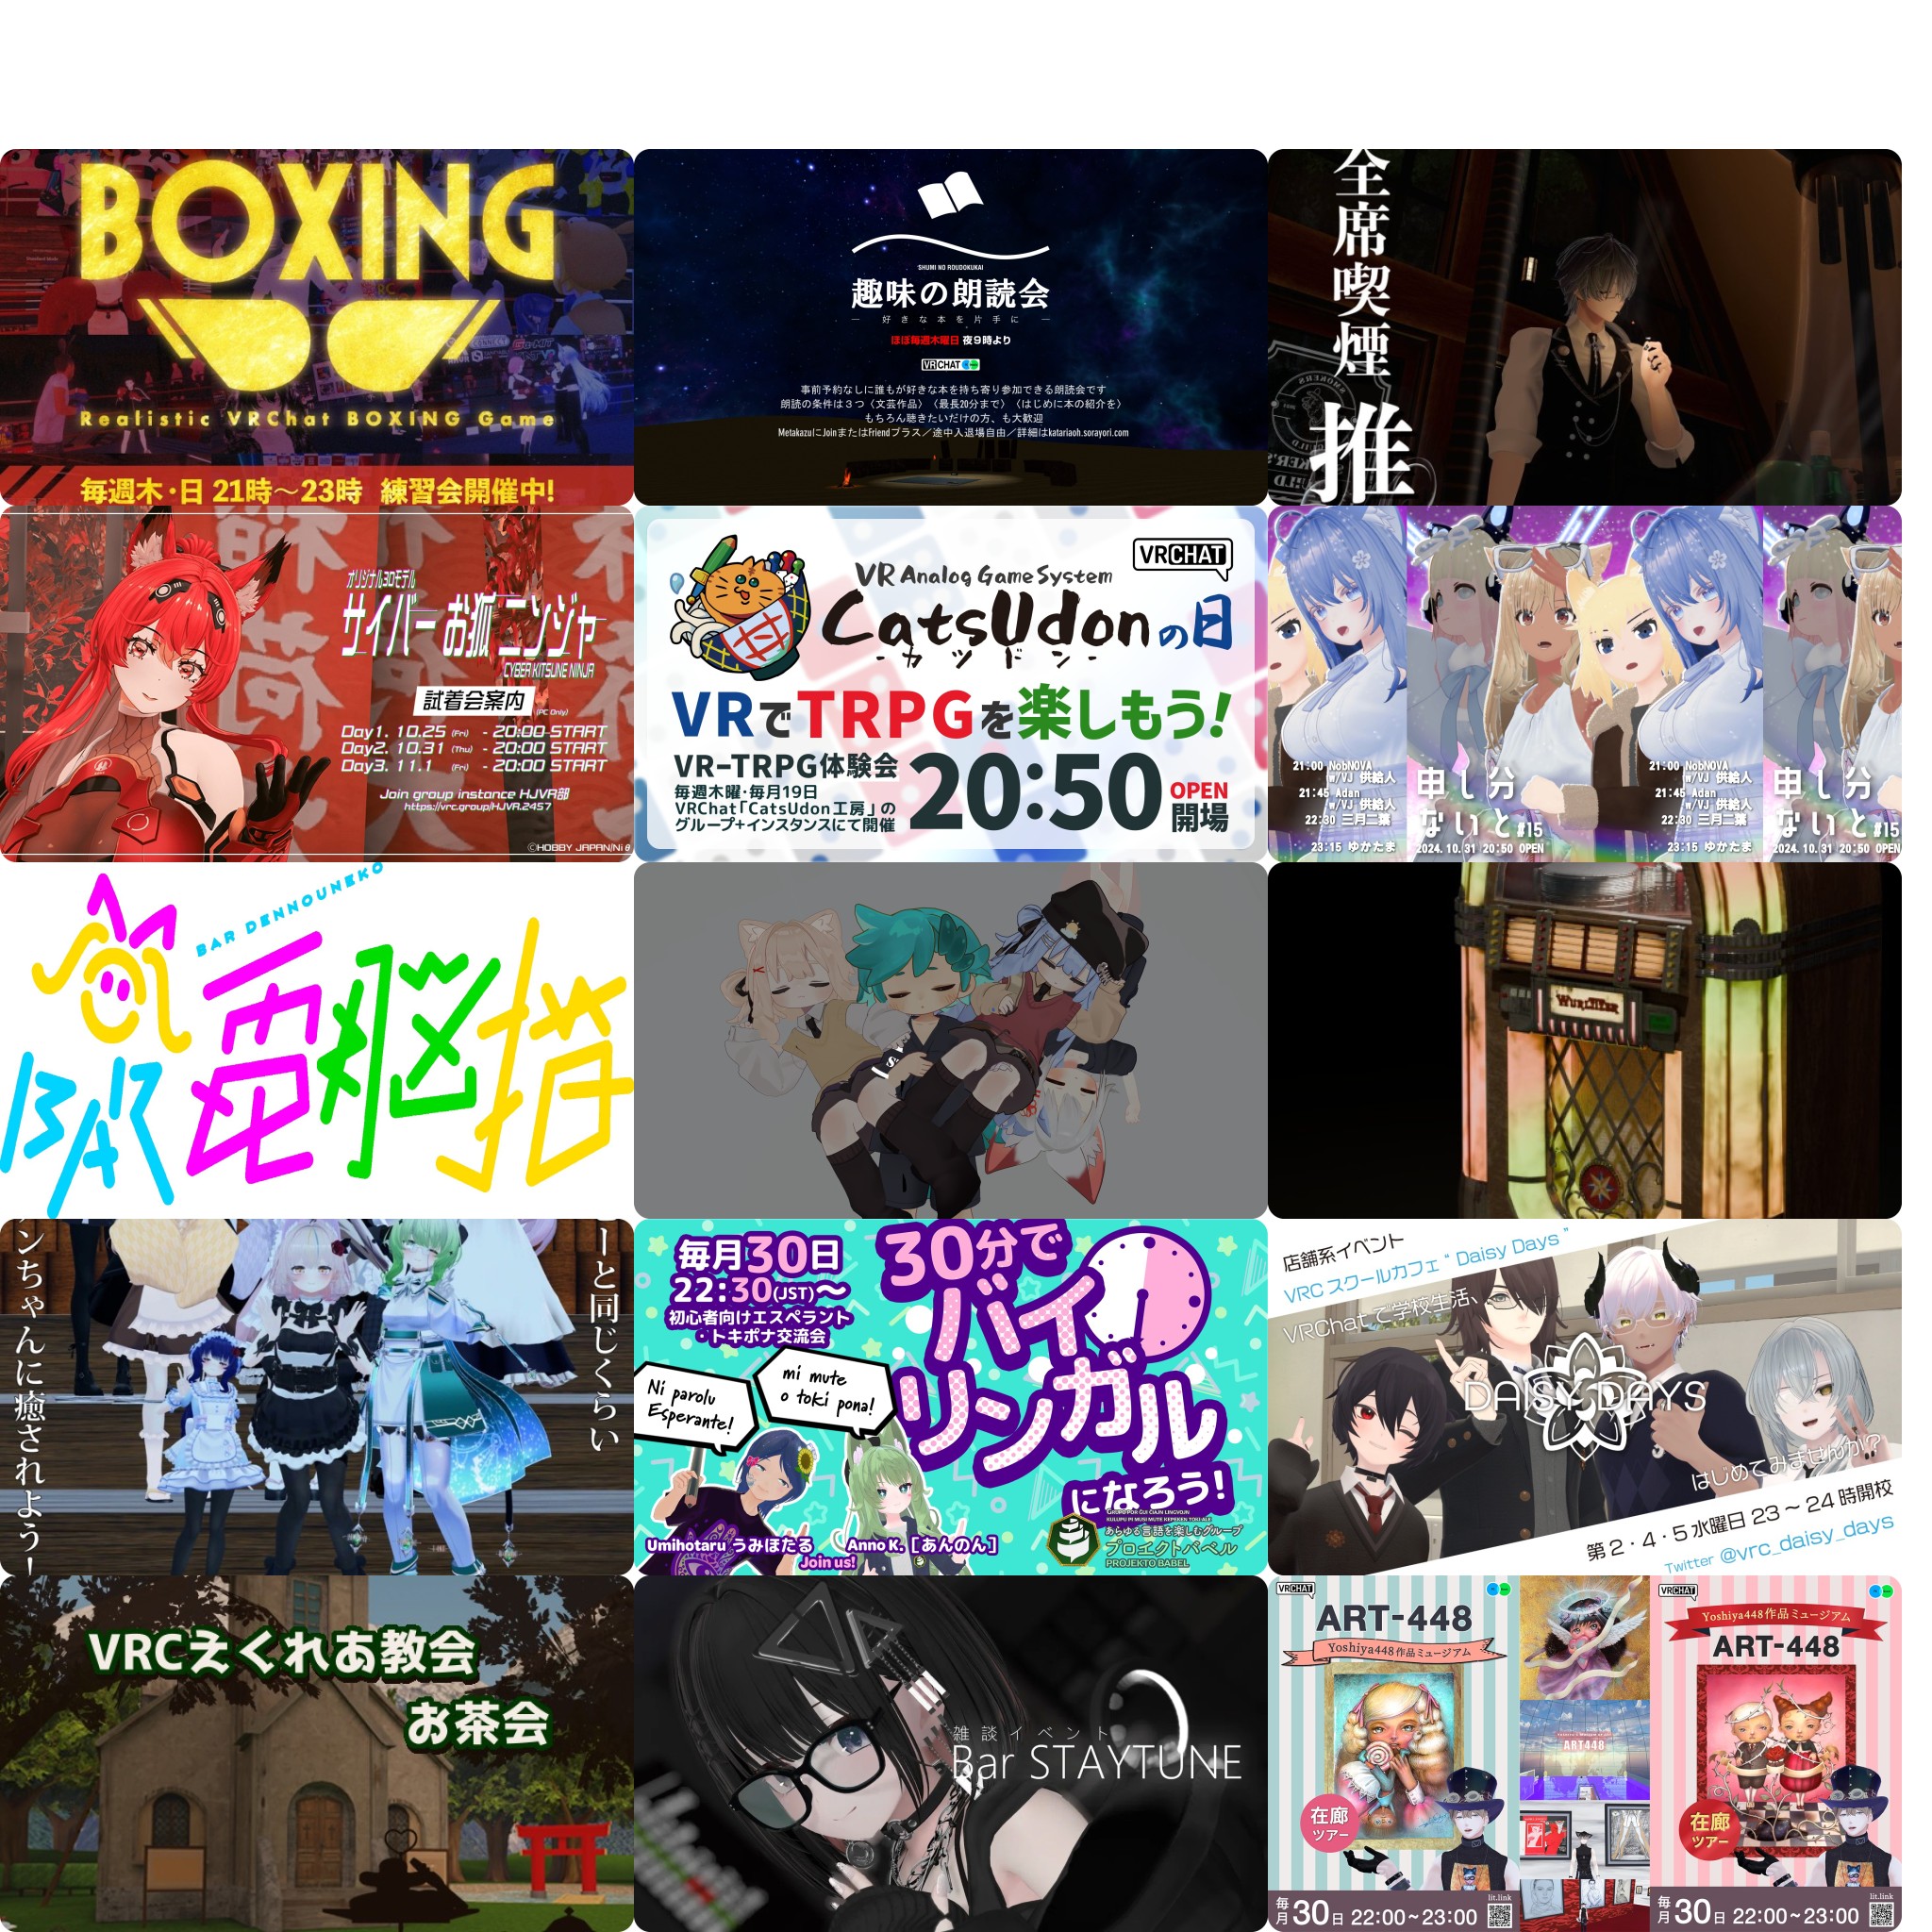 BOXING
Realistic VRChat BOXING Game
毎週木・日 21時～23時 練習会開催中!
SHUMI NO ROUDOKUKAI
趣味の朗読会
― 好きな本を片手に ―
ほぼ毎週木曜日 夜9時より
VRCHAT
事前予約なしに誰もが好きな本を持ち寄り参加できる朗読会です
朗読の条件は3つ〈文芸作品〉〈最長20分まで〉〈はじめに本の紹介を〉
もちろん聴きたいだけの方、も大歓迎
MetakazuにJoinまたはFriendプラス／途中入退場自由／詳細はkatariaoh.sorayori.com
全席喫煙
推
オリジナル3Dモデル
サイバーお狐ニンジャ
CYBER KITSUNE NINJA
試着会案内
(PC Only)
Day1. 10.25 (Fri) - 20:00 START
Day2. 10.31 (Thu) - 20:00 START
Day3. 11.1 (Fri) - 20:00 START
Join group instance HJVR部
https://vrc.group/HJVR.2457
©HOBBY JAPAN/Niθ
VRCHAT
VR Analog Game System
CatsUdonの日
-カツドン-
VRでTRPGを楽しもう!
VR-TRPG体験会
毎週木曜・毎月19日
VRChat「CatsUdon工房」の
グループ+インスタンスにて開催
20:50
OPEN
開場
21:00 NobNOVA
w/VJ 供給人
21:45 Adan
w/VJ 供給人
22:30 三月二葉
23:15 ゆかたま
申し分
ないと#15
2024.10.31 20:50 OPEN
21:00 NobNOVA
w/VJ 供給人
21:45 Adan
w/VJ 供給人
22:30 三月二葉
23:15 ゆかたま
申し分
ないと#15
2024.10.31 20:50 OPEN
BAR DENNOUNEKO
BAR 電脳猫
WURLITZER
ーと同じくらい
ンちゃんに癒されよう!
毎月30日
22:30(JST)～
初心者向けエスペラント
・トキポナ交流会
30分で
バイ
リンガル
になろう!
Ni parolu
Esperante!
mi mute
o toki pona!
Umihotaru うみほたる
Anno K. [あんのん]
Join us!
GRUPO POR ĜUI ĈIAJN LINGVOJN
KULUPU PI MUSI MUTE KEPEKEN TOKI ALE
あらゆる言語を楽しむグループ
プロエクトバベル
PROJEKTO BABEL
店舗系イベント
VRCスクールカフェ“Daisy Days”
VRChatで学校生活、
DAISY DAYS
はじめてみませんか?
第2・4・5水曜日 23～24時開校
Twitter @vrc_daisy_days
VRCえくれあ教会
お茶会
雑談イベント
Bar STAYTUNE
VRCHAT
ART-448
Yoshiya448作品ミュージアム
在廊
ツアー
毎月30日 22:00~23:00
lit.link
ART448
VRCHAT
Yoshiya448作品ミュージアム
ART-448
在廊
ツアー
毎月30日 22:00~23:00
lit.link